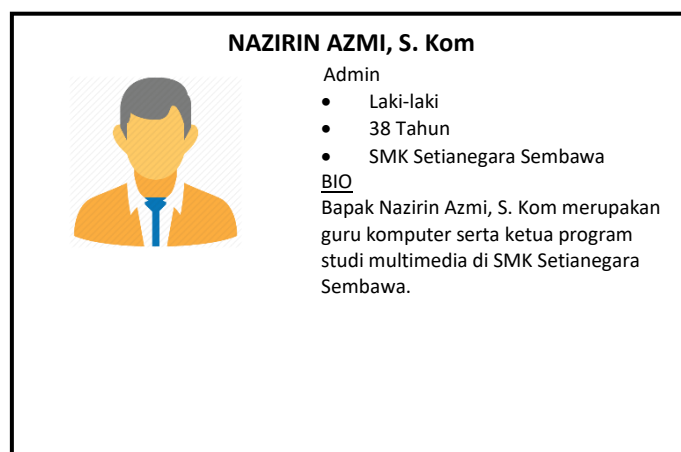 NAZIRIN AZMI, S. Kom
Admin
• Laki-laki
• 38 Tahun
• SMK Setianegara Sembawa
BIO
Bapak Nazirin Azmi, S. Kom merupakan
guru komputer serta ketua program
studi multimedia di SMK Setianegara
Sembawa.